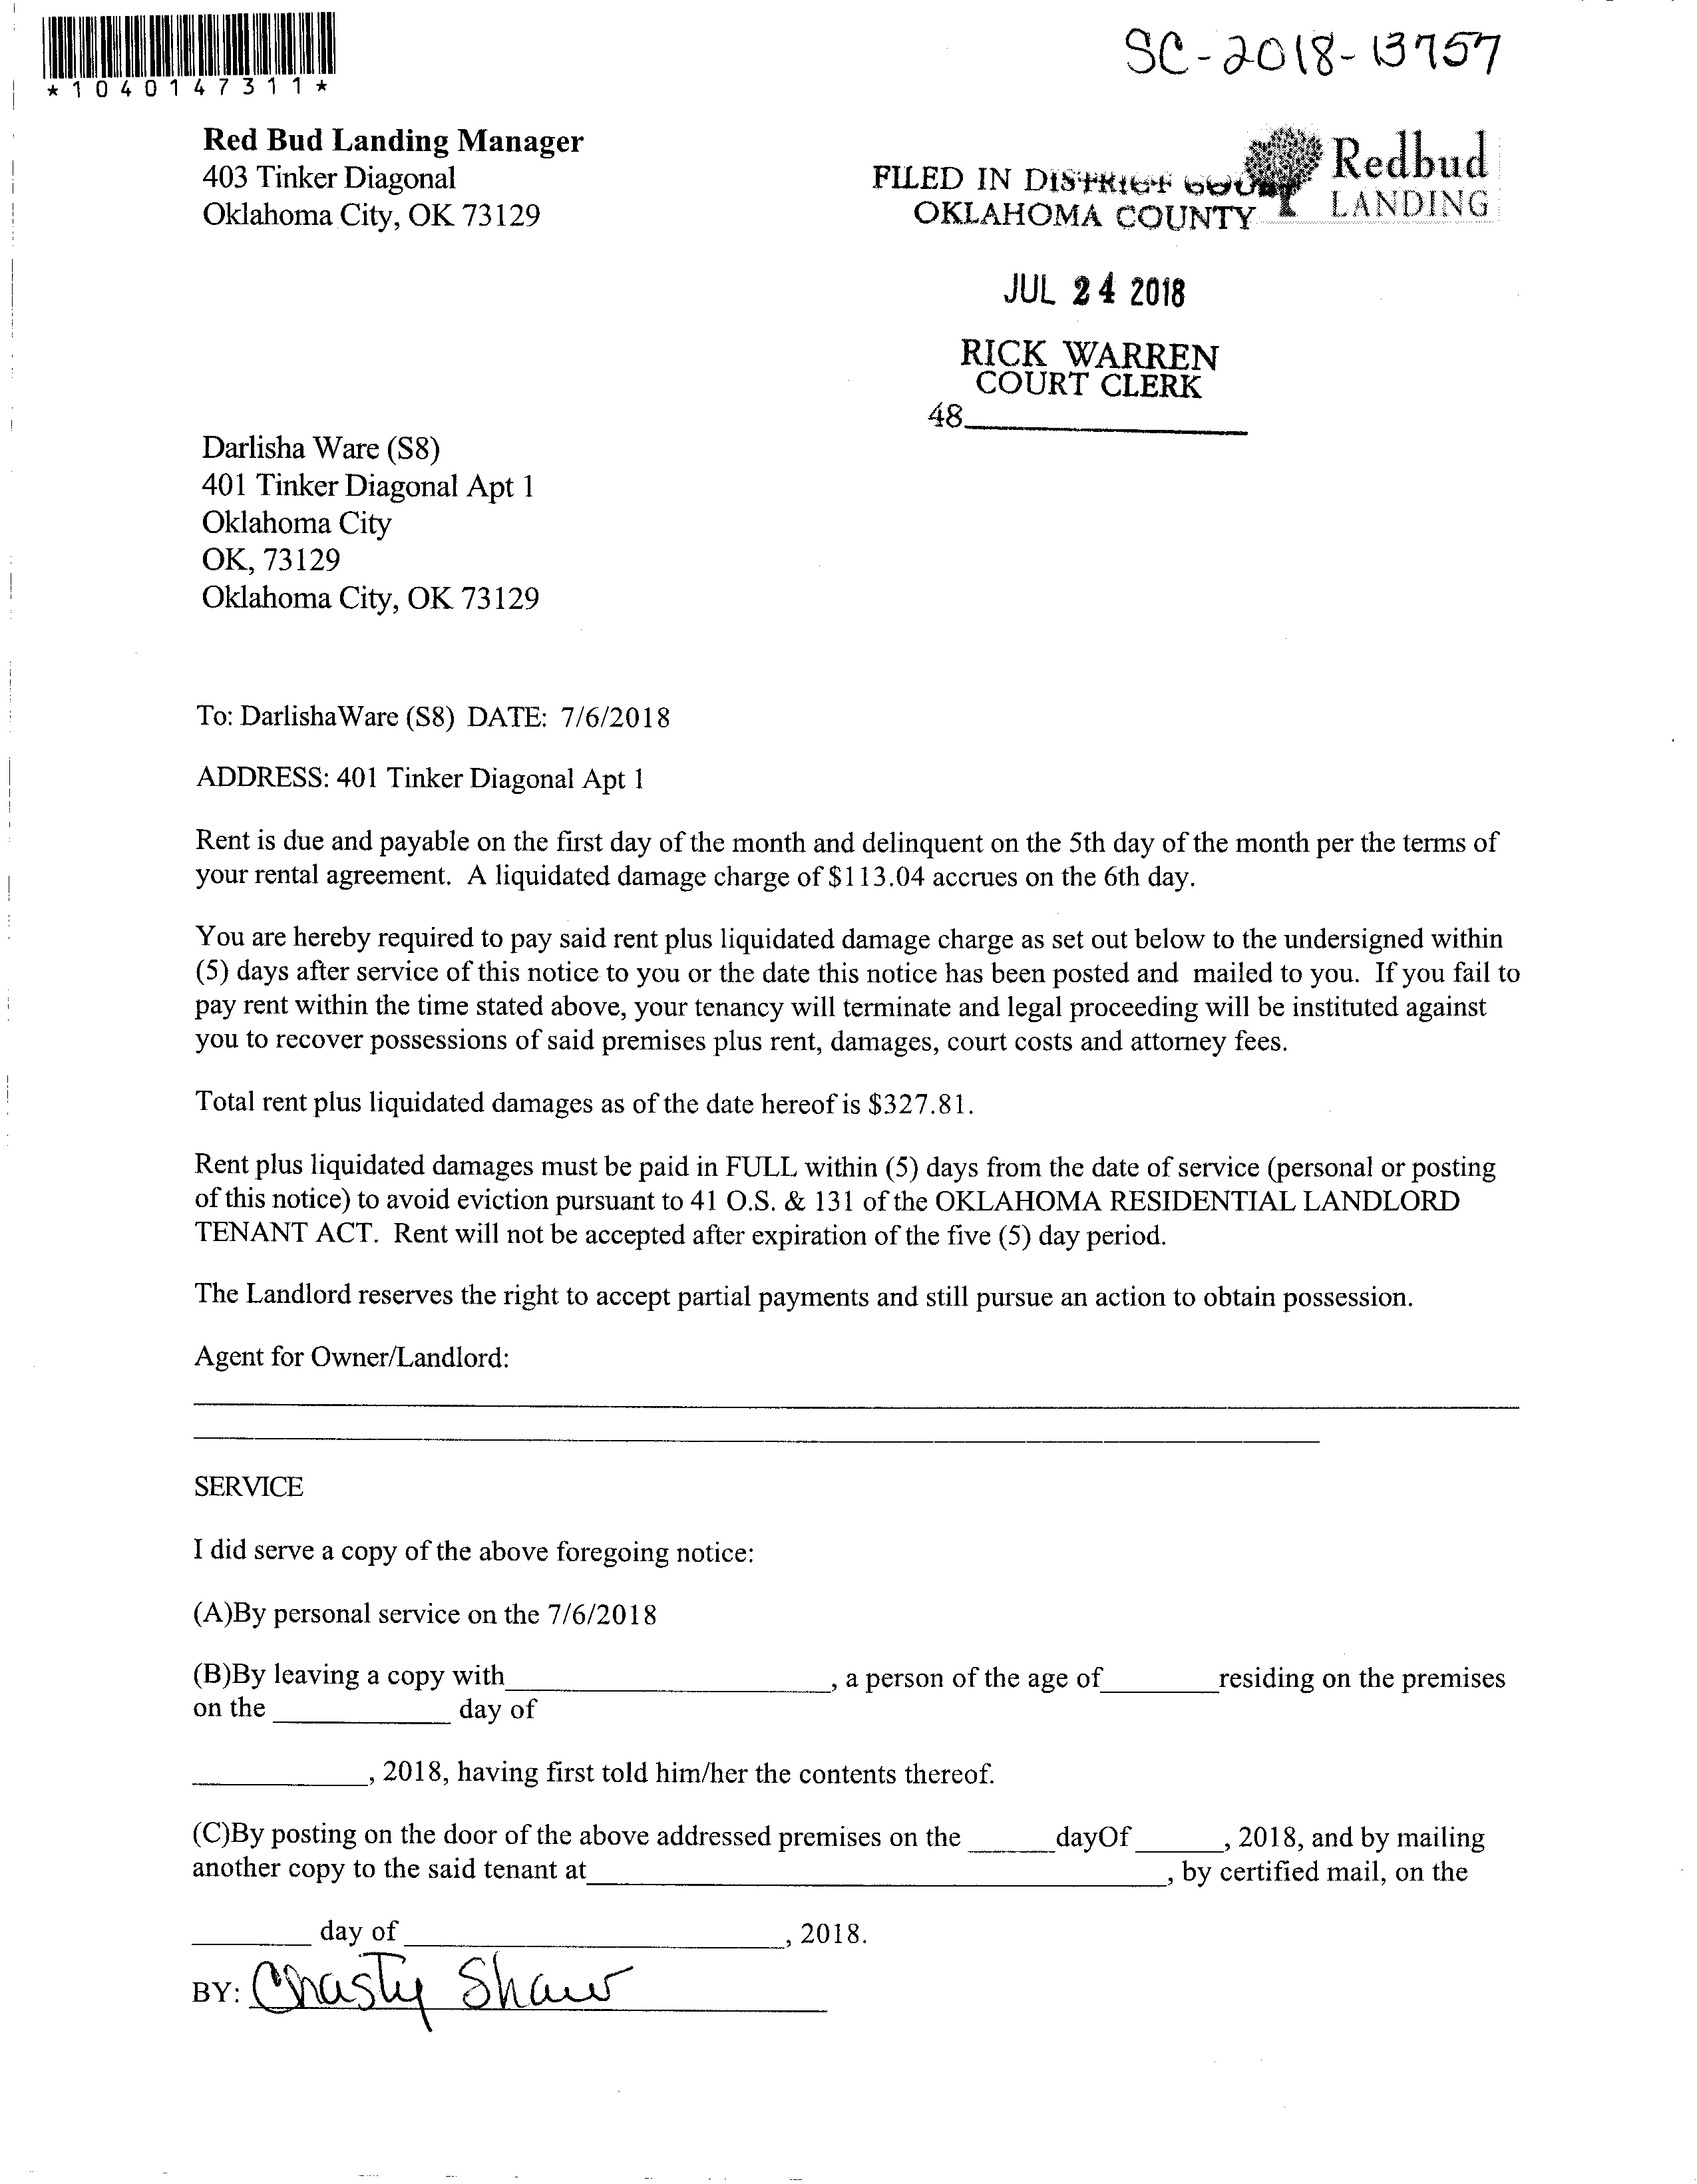 SC-2018-13757
*1040147311*
Red Bud Landing Manager
403 Tinker Diagonal
Oklahoma City, OK 73129
Redbud
LANDING
FILED IN DISTRICT COURT
OKLAHOMA COUNTY
JUL 24 2018
RICK WARREN
COURT CLERK
48
Darlisha Ware (S8)
401 Tinker Diagonal Apt 1
Oklahoma City
OK, 73129
Oklahoma City, OK 73129
To: DarlishaWare (S8) DATE: 7/6/2018
ADDRESS: 401 Tinker Diagonal Apt 1
Rent is due and payable on the first day of the month and delinquent on the 5th day of the month per the terms of
your rental agreement. A liquidated damage charge of $113.04 accrues on the 6th day.
You are hereby required to pay said rent plus liquidated damage charge as set out below to the undersigned within
(5) days after service of this notice to you or the date this notice has been posted and mailed to you. If you fail to
pay rent within the time stated above, your tenancy will terminate and legal proceeding will be instituted against
you to recover possessions of said premises plus rent, damages, court costs and attorney fees.
Total rent plus liquidated damages as of the date hereof is $327.81.
Rent plus liquidated damages must be paid in FULL within (5) days from the date of service (personal or posting
of this notice) to avoid eviction pursuant to 41 O.S. & 131 of the OKLAHOMA RESIDENTIAL LANDLORD
TENANT ACT. Rent will not be accepted after expiration of the five (5) day period.
The Landlord reserves the right to accept partial payments and still pursue an action to obtain possession.
Agent for Owner/Landlord:
SERVICE
I did serve a copy of the above foregoing notice:
(A)By personal service on the 7/6/2018
(B)By leaving a copy with____________________, a person of the age of________residing on the premises
on the ____________ day of
____________, 2018, having first told him/her the contents thereof.
(C)By posting on the door of the above addressed premises on the ______dayOf ______, 2018, and by mailing
another copy to the said tenant at________________________________________, by certified mail, on the
________ day of __________________________, 2018.
BY: Chasty Shaw